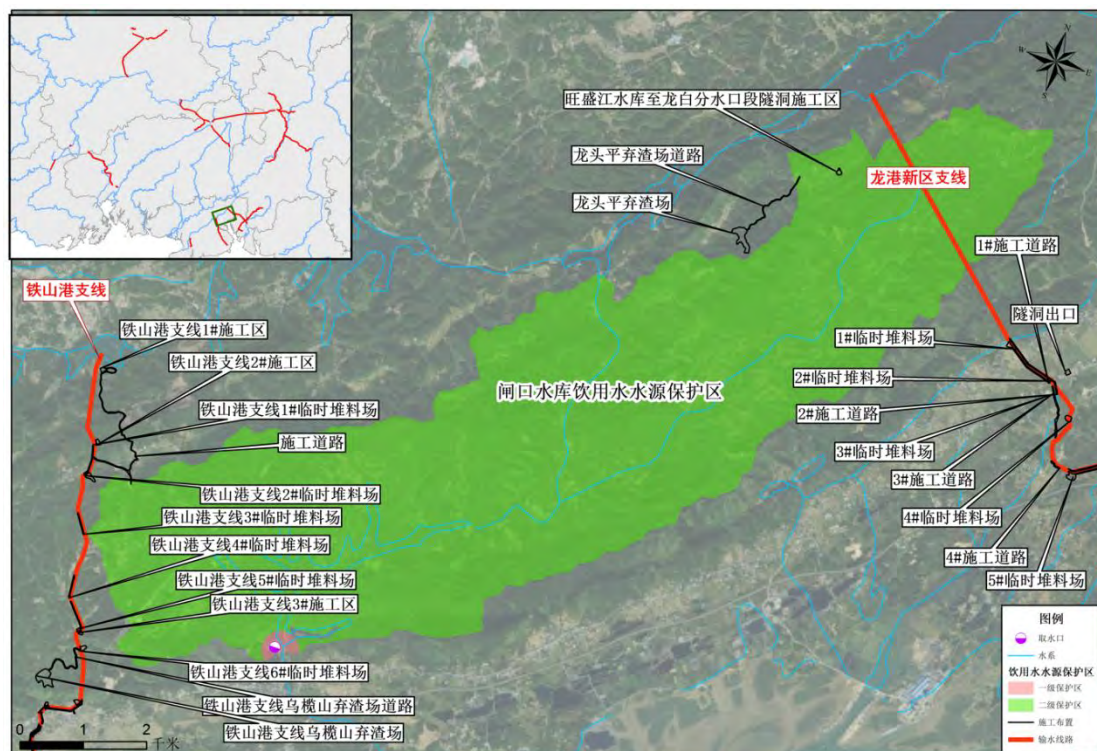 N
W
E
S
旺盛江水库至龙白分水口段隧洞施工区
龙头平弃渣场道路
龙头平弃渣场
龙港新区支线
1#施工道路
隧洞出口
1#临时堆料场
2#临时堆料场
2#施工道路
3#临时堆料场
3#施工道路
4#临时堆料场
4#施工道路
5#临时堆料场
铁山港支线
铁山港支线1#施工区
铁山港支线2#施工区
铁山港支线1#临时堆料场
施工道路
铁山港支线2#临时堆料场
铁山港支线3#临时堆料场
铁山港支线4#临时堆料场
铁山港支线5#临时堆料场
铁山港支线3#施工区
铁山港支线6#临时堆料场
铁山港支线乌榄山弃渣场道路
铁山港支线乌榄山弃渣场
闸口水库饮用水水源保护区
0 1 2
千米
图例
取水口
水系
饮用水水源保护区
一级保护区
二级保护区
施工布置
输水线路